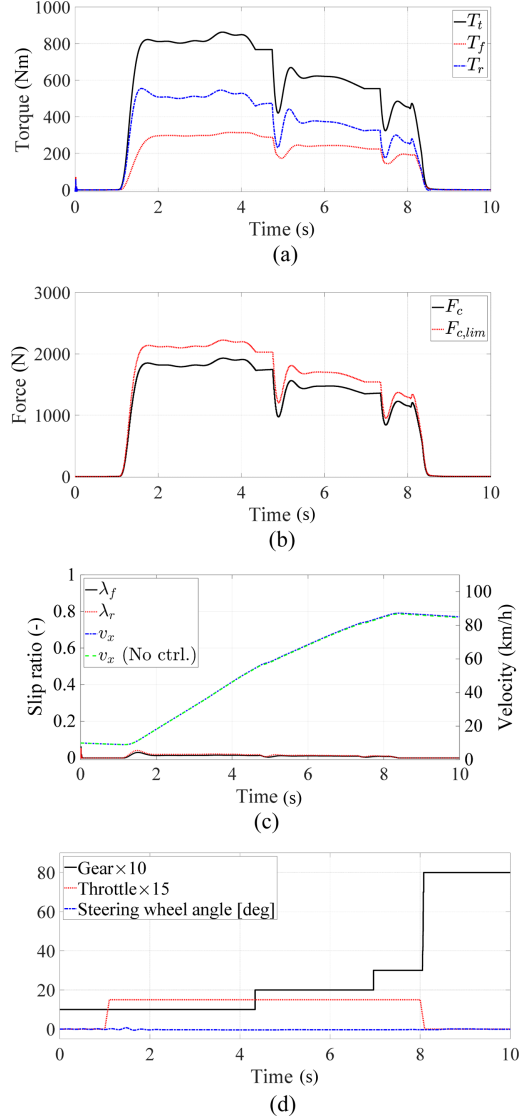 1000
800
600
400
200
0
Torque (Nm)
T_t
T_f
T_r
0 2 4 6 8 10
Time (s)
(a)
3000
2000
1000
0
Force (N)
F_c
F_{c,lim}
0 2 4 6 8 10
Time (s)
(b)
1
0.8
0.6
0.4
0.2
0
Slip ratio (-)
λ_f
λ_r
v_x
v_x (No ctrl.)
100
80
60
40
20
0
Velocity (km/h)
0 2 4 6 8 10
Time (s)
(c)
80
60
40
20
0
Gear×10
Throttle×15
Steering wheel angle [deg]
0 2 4 6 8 10
Time (s)
(d)